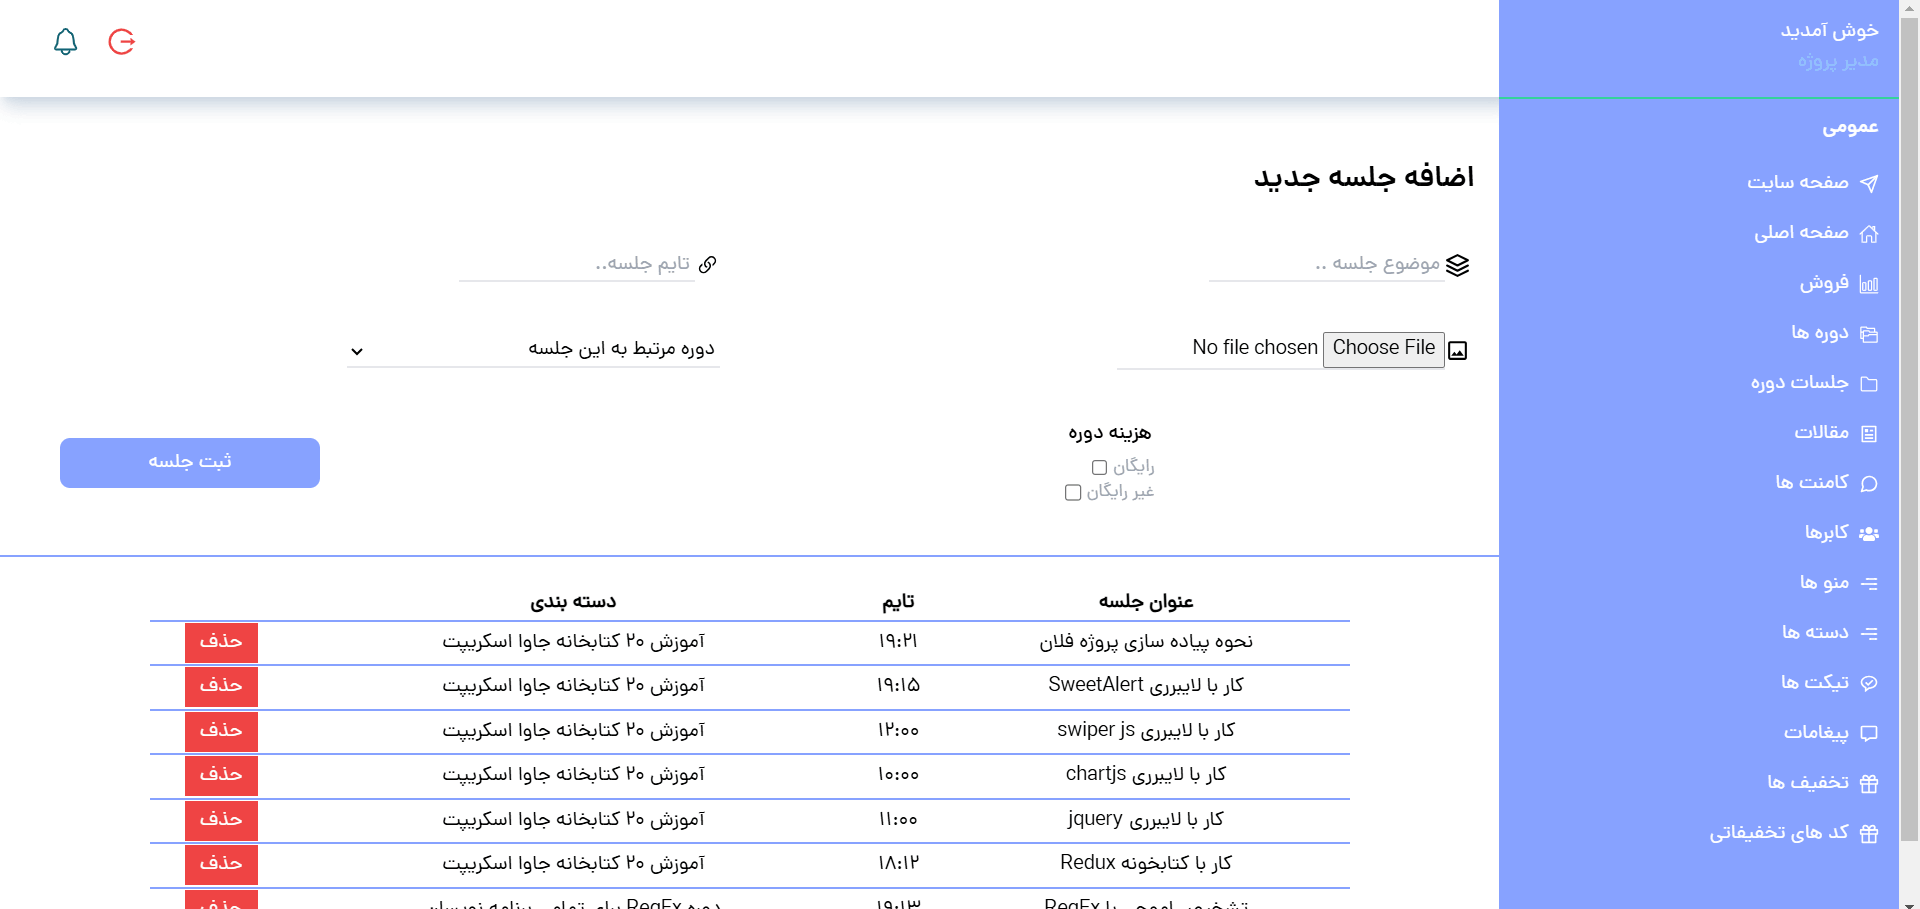 خوش آمدید
مدیر پروژه
عمومی
صفحه سایت
صفحه اصلی
فروش
دوره ها
جلسات دوره
مقالات
کامنت ها
کابرها
منو ها
دسته ها
تیکت ها
پیغامات
تخفیف ها
کد های تخفیفاتی
اضافه جلسه جدید
موضوع جلسه ..
تایم جلسه..
Choose File No file chosen
دوره مرتبط به این جلسه
هزینه دوره
رایگان
غیر رایگان
ثبت جلسه
عنوان جلسه تایم دسته بندی
نحوه پیاده سازی پروژه فلان ۱۹:۲۱ آموزش ۲۰ کتابخانه جاوا اسکریپت حذف
کار با لایبرری SweetAlert ۱۹:۱۵ آموزش ۲۰ کتابخانه جاوا اسکریپت حذف
کار با لایبرری swiper js ۱۲:۰۰ آموزش ۲۰ کتابخانه جاوا اسکریپت حذف
کار با لایبرری chartjs ۱۰:۰۰ آموزش ۲۰ کتابخانه جاوا اسکریپت حذف
کار با لایبرری jquery ۱۱:۰۰ آموزش ۲۰ کتابخانه جاوا اسکریپت حذف
کار با کتابخونه Redux ۱۸:۱۲ آموزش ۲۰ کتابخانه جاوا اسکریپت حذف
با RegEx ۱۹:۱۳ دوره RegEx برای تمامی برنامه نویسان حذف